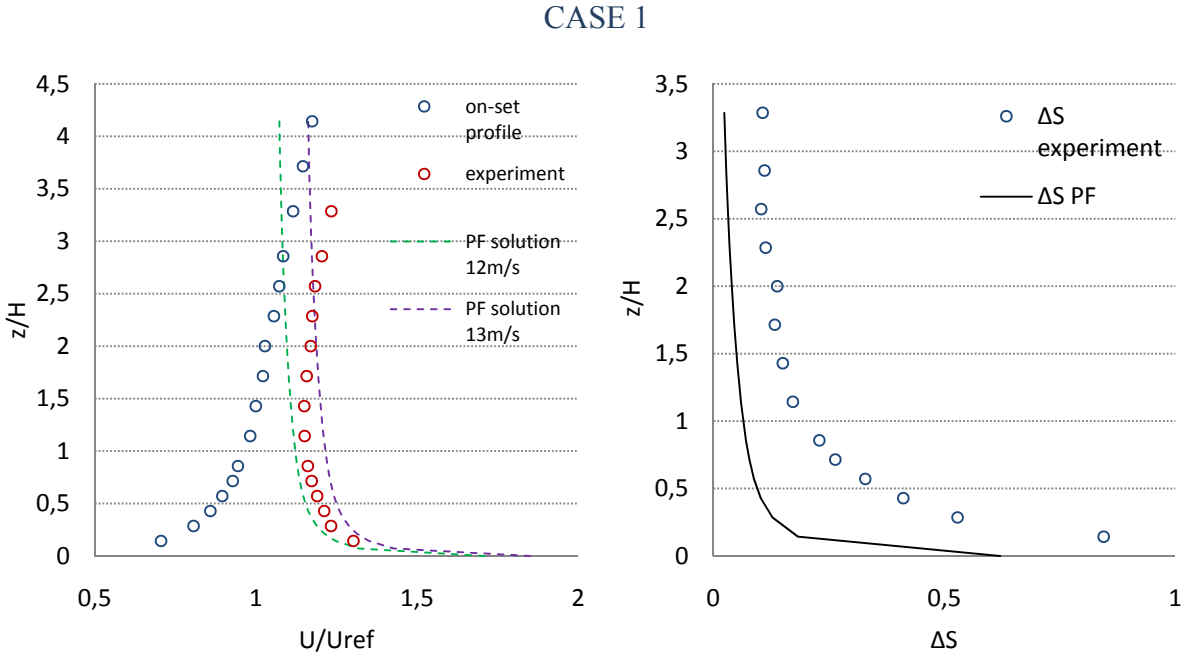 CASE 1
4,5
4
3,5
3
2,5
2
1,5
1
0,5
0
z/H
0,5
1
1,5
2
U/Uref
on-set
profile
experiment
PF solution
12m/s
PF solution
13m/s
3,5
3
2,5
2
1,5
1
0,5
0
z/H
0
0,5
1
ΔS
ΔS
experiment
ΔS PF